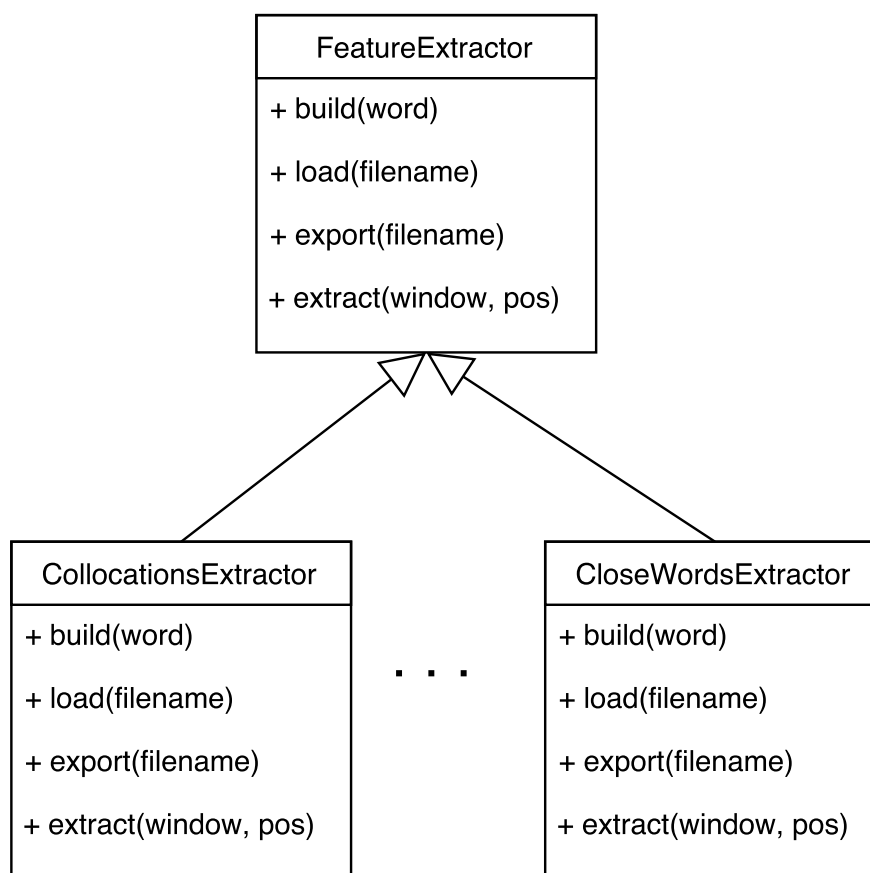 FeatureExtractor
+ build(word)
+ load(filename)
+ export(filename)
+ extract(window, pos)
CollocationsExtractor
+ build(word)
+ load(filename)
+ export(filename)
+ extract(window, pos)
. . .
CloseWordsExtractor
+ build(word)
+ load(filename)
+ export(filename)
+ extract(window, pos)